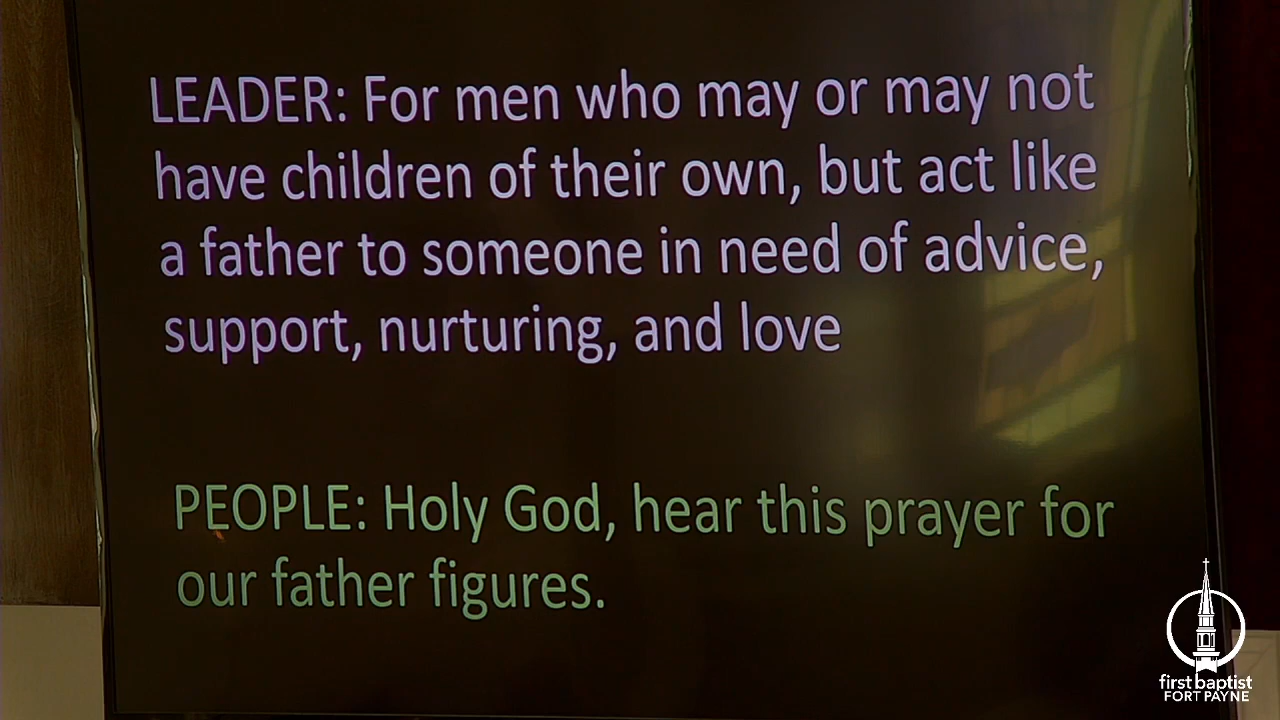 LEADER: For men who may or may not
have children of their own, but act like
a father to someone in need of advice,
support, nurturing, and love
PEOPLE: Holy God, hear this prayer for
our father figures.
first baptist
FORT PAYNE